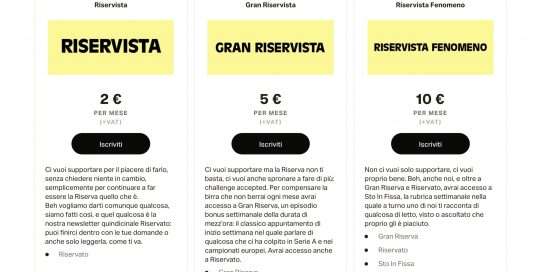 Riservista
RISERVISTA
2 €
PER MESE
(+VAT)
Iscriviti
Ci vuoi supportare per il piacere di farlo,
senza chiedere niente in cambio,
semplicemente per continuare a far
essere la Riserva quello che è.
Beh vogliamo darti comunque qualcosa,
siamo fatti così, e quel qualcosa è la
nostra newsletter quindicinale Riservato:
puoi finirci dentro con le tue domande o
anche solo leggerla, come ti va.
Riservato
Gran Riservista
GRAN RISERVISTA
5 €
PER MESE
(+VAT)
Iscriviti
Ci vuoi supportare ma la Riserva non ti
basta, ci vuoi anche spronare a fare di più:
challenge accepted. Per compensare la
birra che non berrai ogni mese avrai
accesso a Gran Riserva, un episodio
bonus settimanale della durata di
mezz'ora: il classico appuntamento di
inizio settimana nel quale parlare di
qualcosa che ci ha colpito in Serie A e nei
campionati europei. Avrai accesso anche
a Riservato.
Gran Riserva
Riservista Fenomeno
RISERVISTA FENOMENO
10 €
PER MESE
(+VAT)
Iscriviti
Non ci vuoi solo supportare, ci vuoi
proprio bene. Beh, anche noi, e oltre a
Gran Riserva e Riservato, avrai accesso a
Sto In Fissa, la rubrica settimanale nella
quale a turno uno di noi ti racconta di
qualcosa di letto, visto o ascoltato che
proprio gli è piaciuto.
Gran Riserva
Riservato
Sto In Fissa